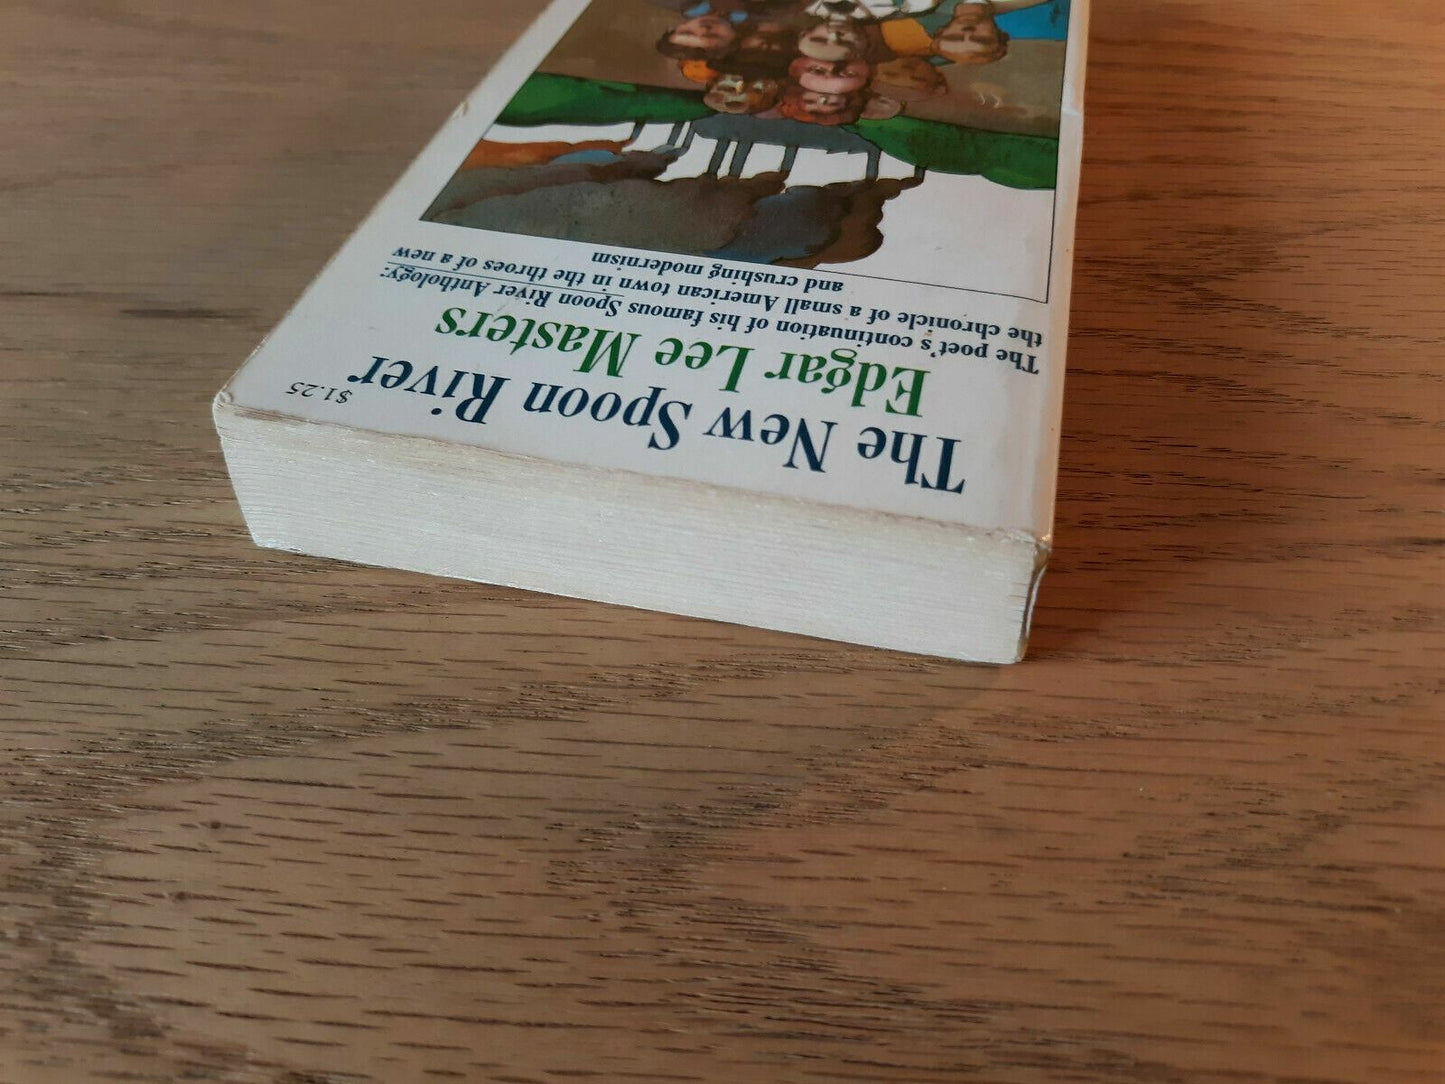 $1.25
The New Spoon River
Edgar Lee Masters
The poet's continuation of his famous Spoon River Anthology:
the chronicle of a small American town in the throes of a new
and crushing modernism